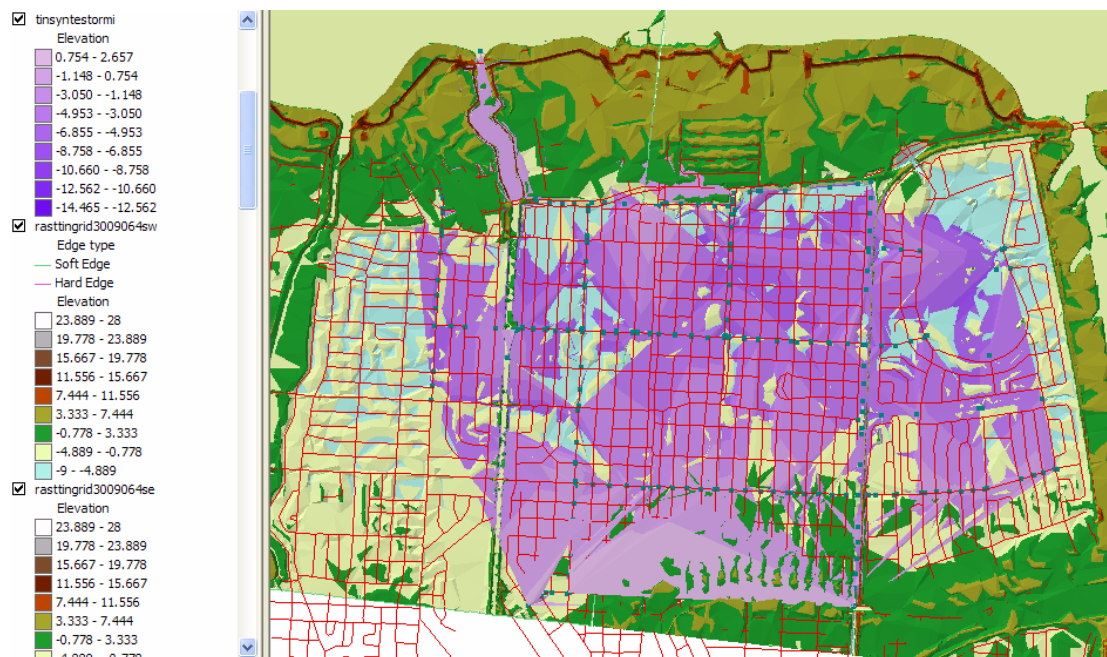 tinsyntestormi
Elevation
0.754 - 2.657
-1.148 - 0.754
-3.050 - -1.148
-4.953 - -3.050
-6.855 - -4.953
-8.758 - -6.855
-10.660 - -8.758
-12.562 - -10.660
-14.465 - -12.562
rasttingrid3009064sw
Edge type
Soft Edge
Hard Edge
Elevation
23.889 - 28
19.778 - 23.889
15.667 - 19.778
11.556 - 15.667
7.444 - 11.556
3.333 - 7.444
-0.778 - 3.333
-4.889 - -0.778
-9 - -4.889
rasttingrid3009064se
Elevation
23.889 - 28
19.778 - 23.889
15.667 - 19.778
11.556 - 15.667
7.444 - 11.556
3.333 - 7.444
-0.778 - 3.333